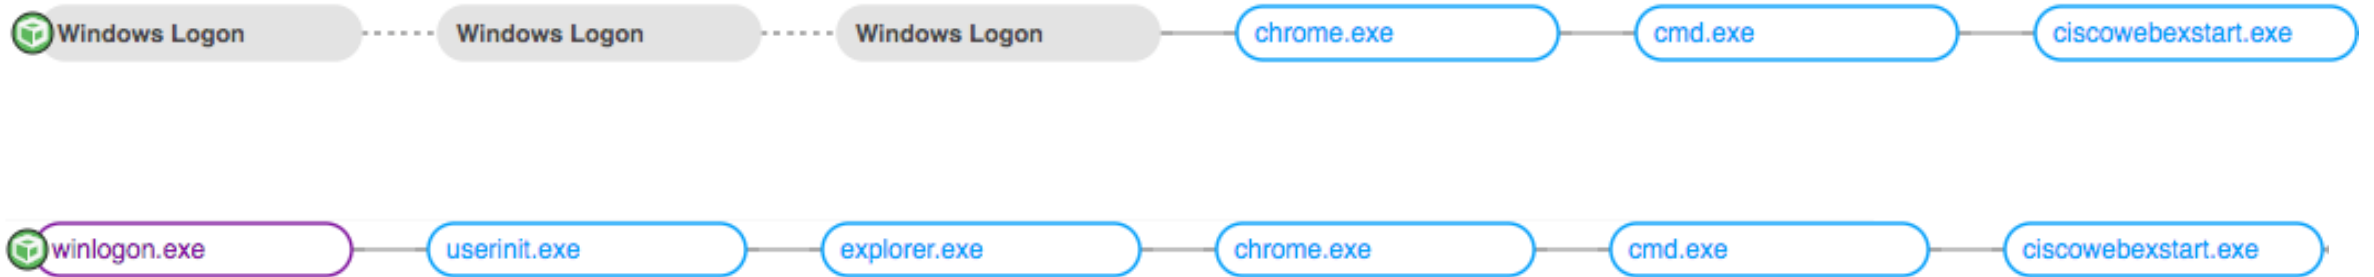 Windows Logon Windows Logon Windows Logon chrome.exe cmd.exe ciscowebexstart.exe
winlogon.exe userinit.exe explorer.exe chrome.exe cmd.exe ciscowebexstart.exe